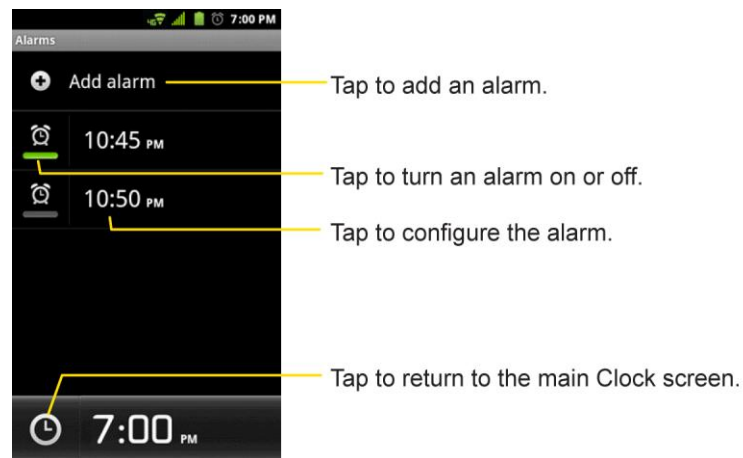 4G 7:00 PM
Alarms
Add alarm
Tap to add an alarm.
10:45 PM
Tap to turn an alarm on or off.
10:50 PM
Tap to configure the alarm.
Tap to return to the main Clock screen.
7:00 PM